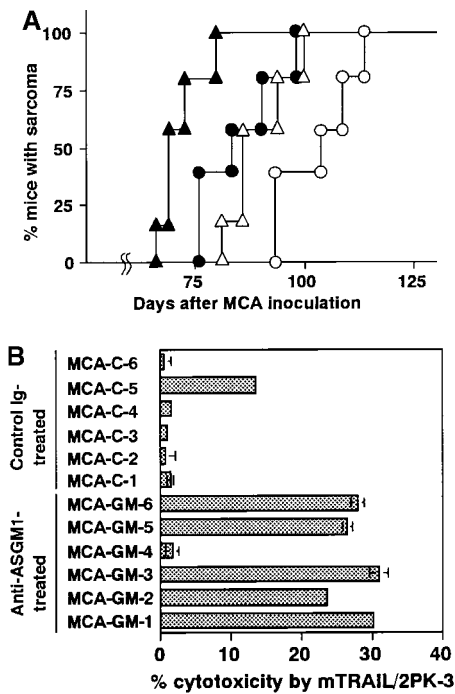 A
% mice with sarcoma
100
75
50
25
0
75
100
125
Days after MCA inoculation
B
Control Ig-
treated
MCA-C-6
MCA-C-5
MCA-C-4
MCA-C-3
MCA-C-2
MCA-C-1
Anti-ASGM1-
treated
MCA-GM-6
MCA-GM-5
MCA-GM-4
MCA-GM-3
MCA-GM-2
MCA-GM-1
0 10 20 30 40
% cytotoxicity by mTRAIL/2PK-3